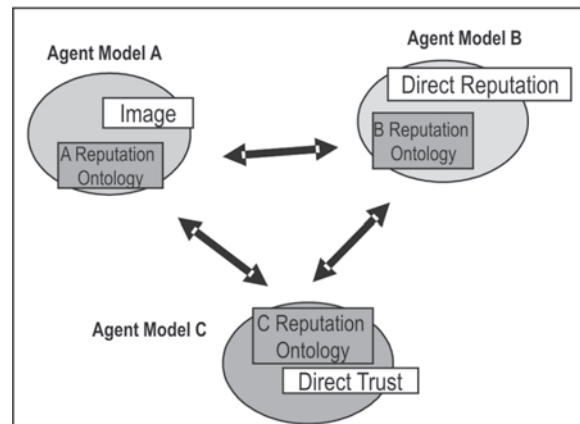 Agent Model A
Agent Model B
Image
Direct Reputation
A Reputation
Ontology
B Reputation
Ontology
Agent Model C
C Reputation
Ontology
Direct Trust